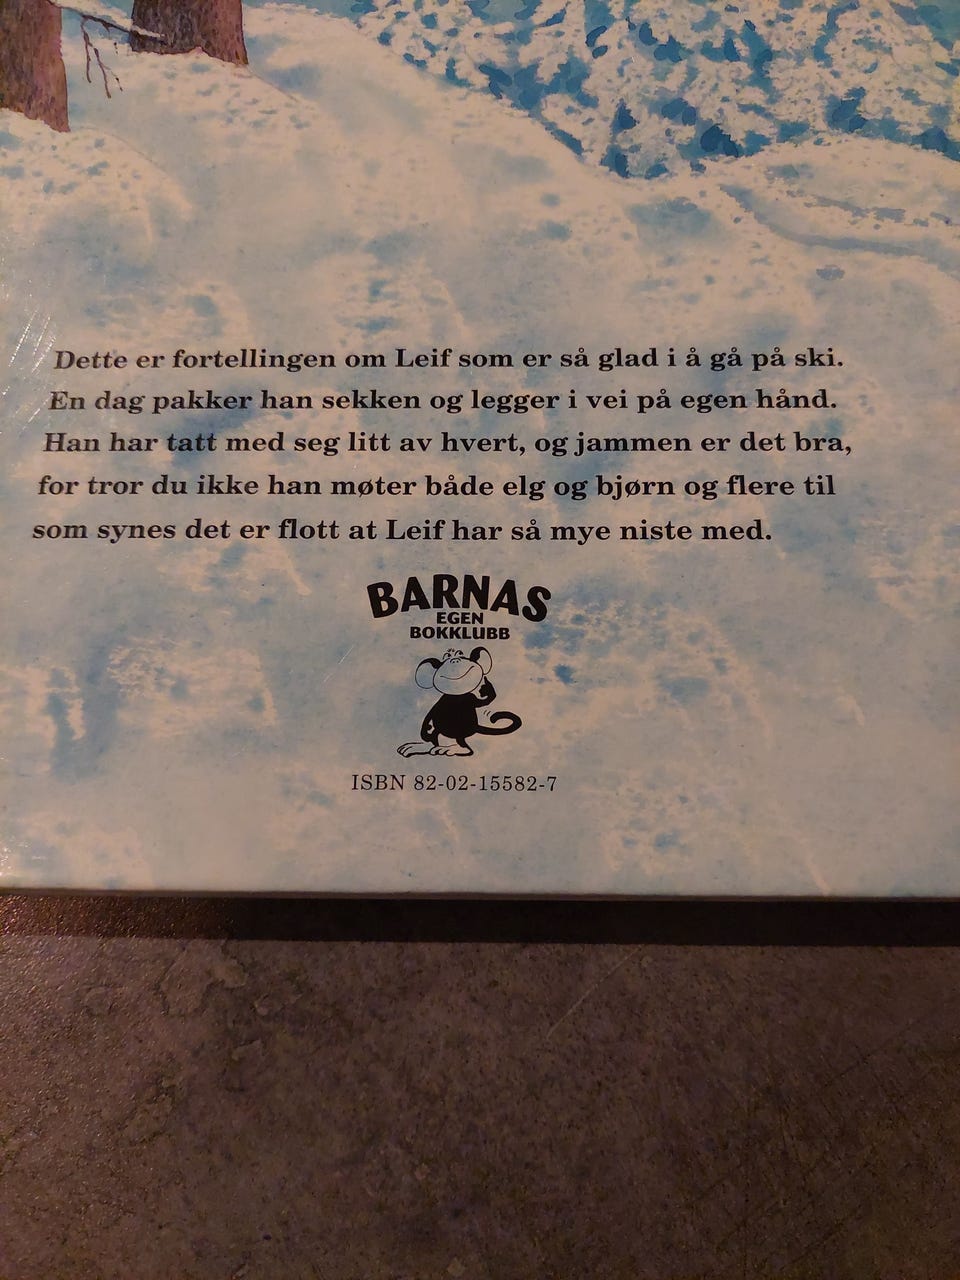 Dette er fortellingen om Leif som er så glad i å gå på ski.
En dag pakker han sekken og legger i vei på egen hånd.
Han har tatt med seg litt av hvert, og jammen er det bra,
for tror du ikke han møter både elg og bjørn og flere til
som synes det er flott at Leif har så mye niste med.
BARNAS
EGEN
BOKKLUBB
ISBN 82-02-15582-7